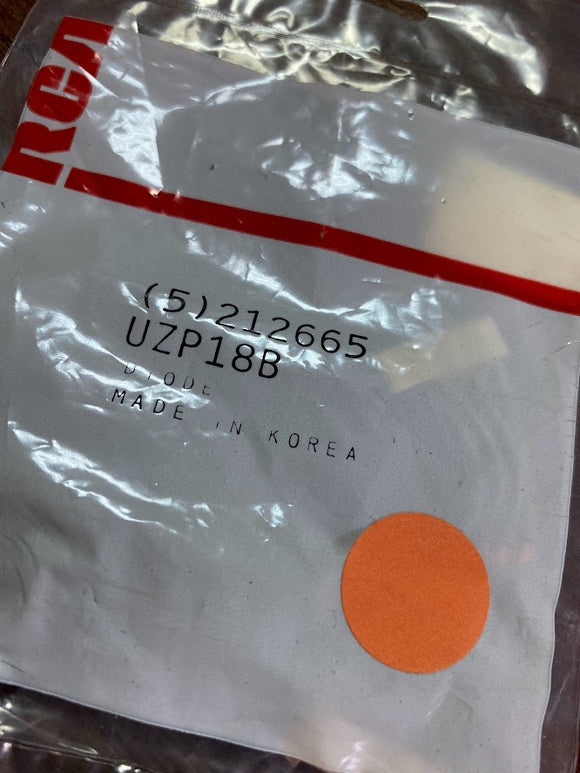 RCA
(5)212665
UZP18B
DIODE
MADE IN KOREA